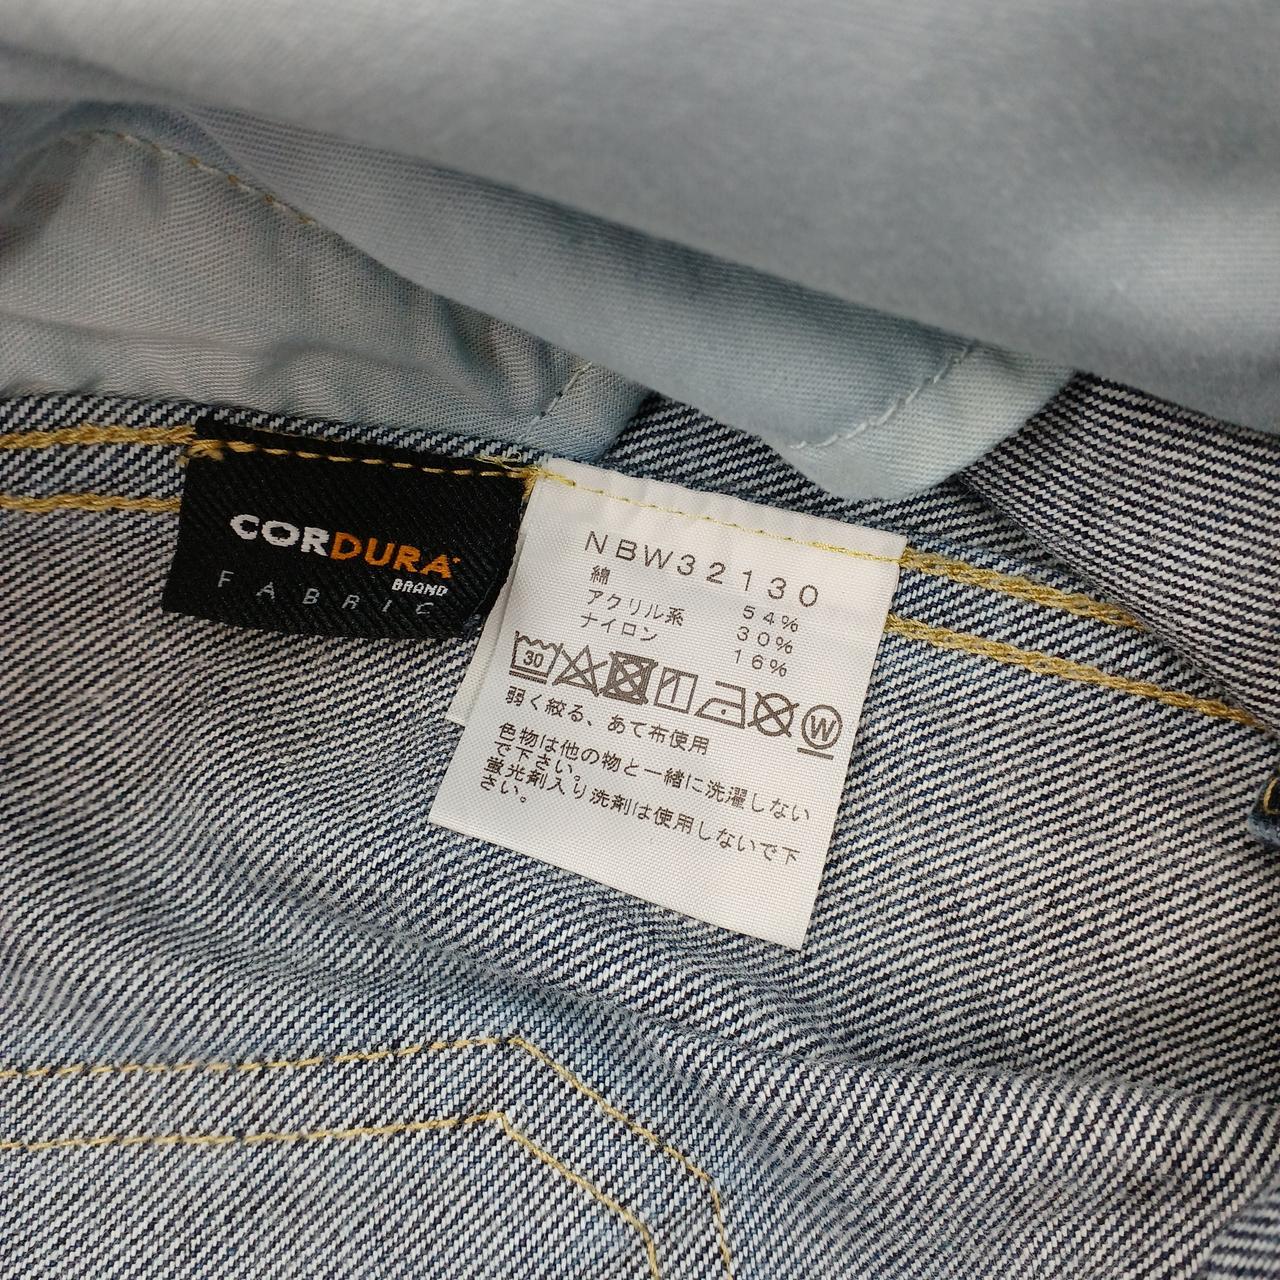 CORDURA
BRAND
FABRIC
NBW32130
綿 54%
アクリル系 30%
ナイロン 16%
30
W
弱く絞る、あて布使用
色物は他の物と一緒に洗濯しない
で下さい。
蛍光剤入り洗剤は使用しないで下
さい。